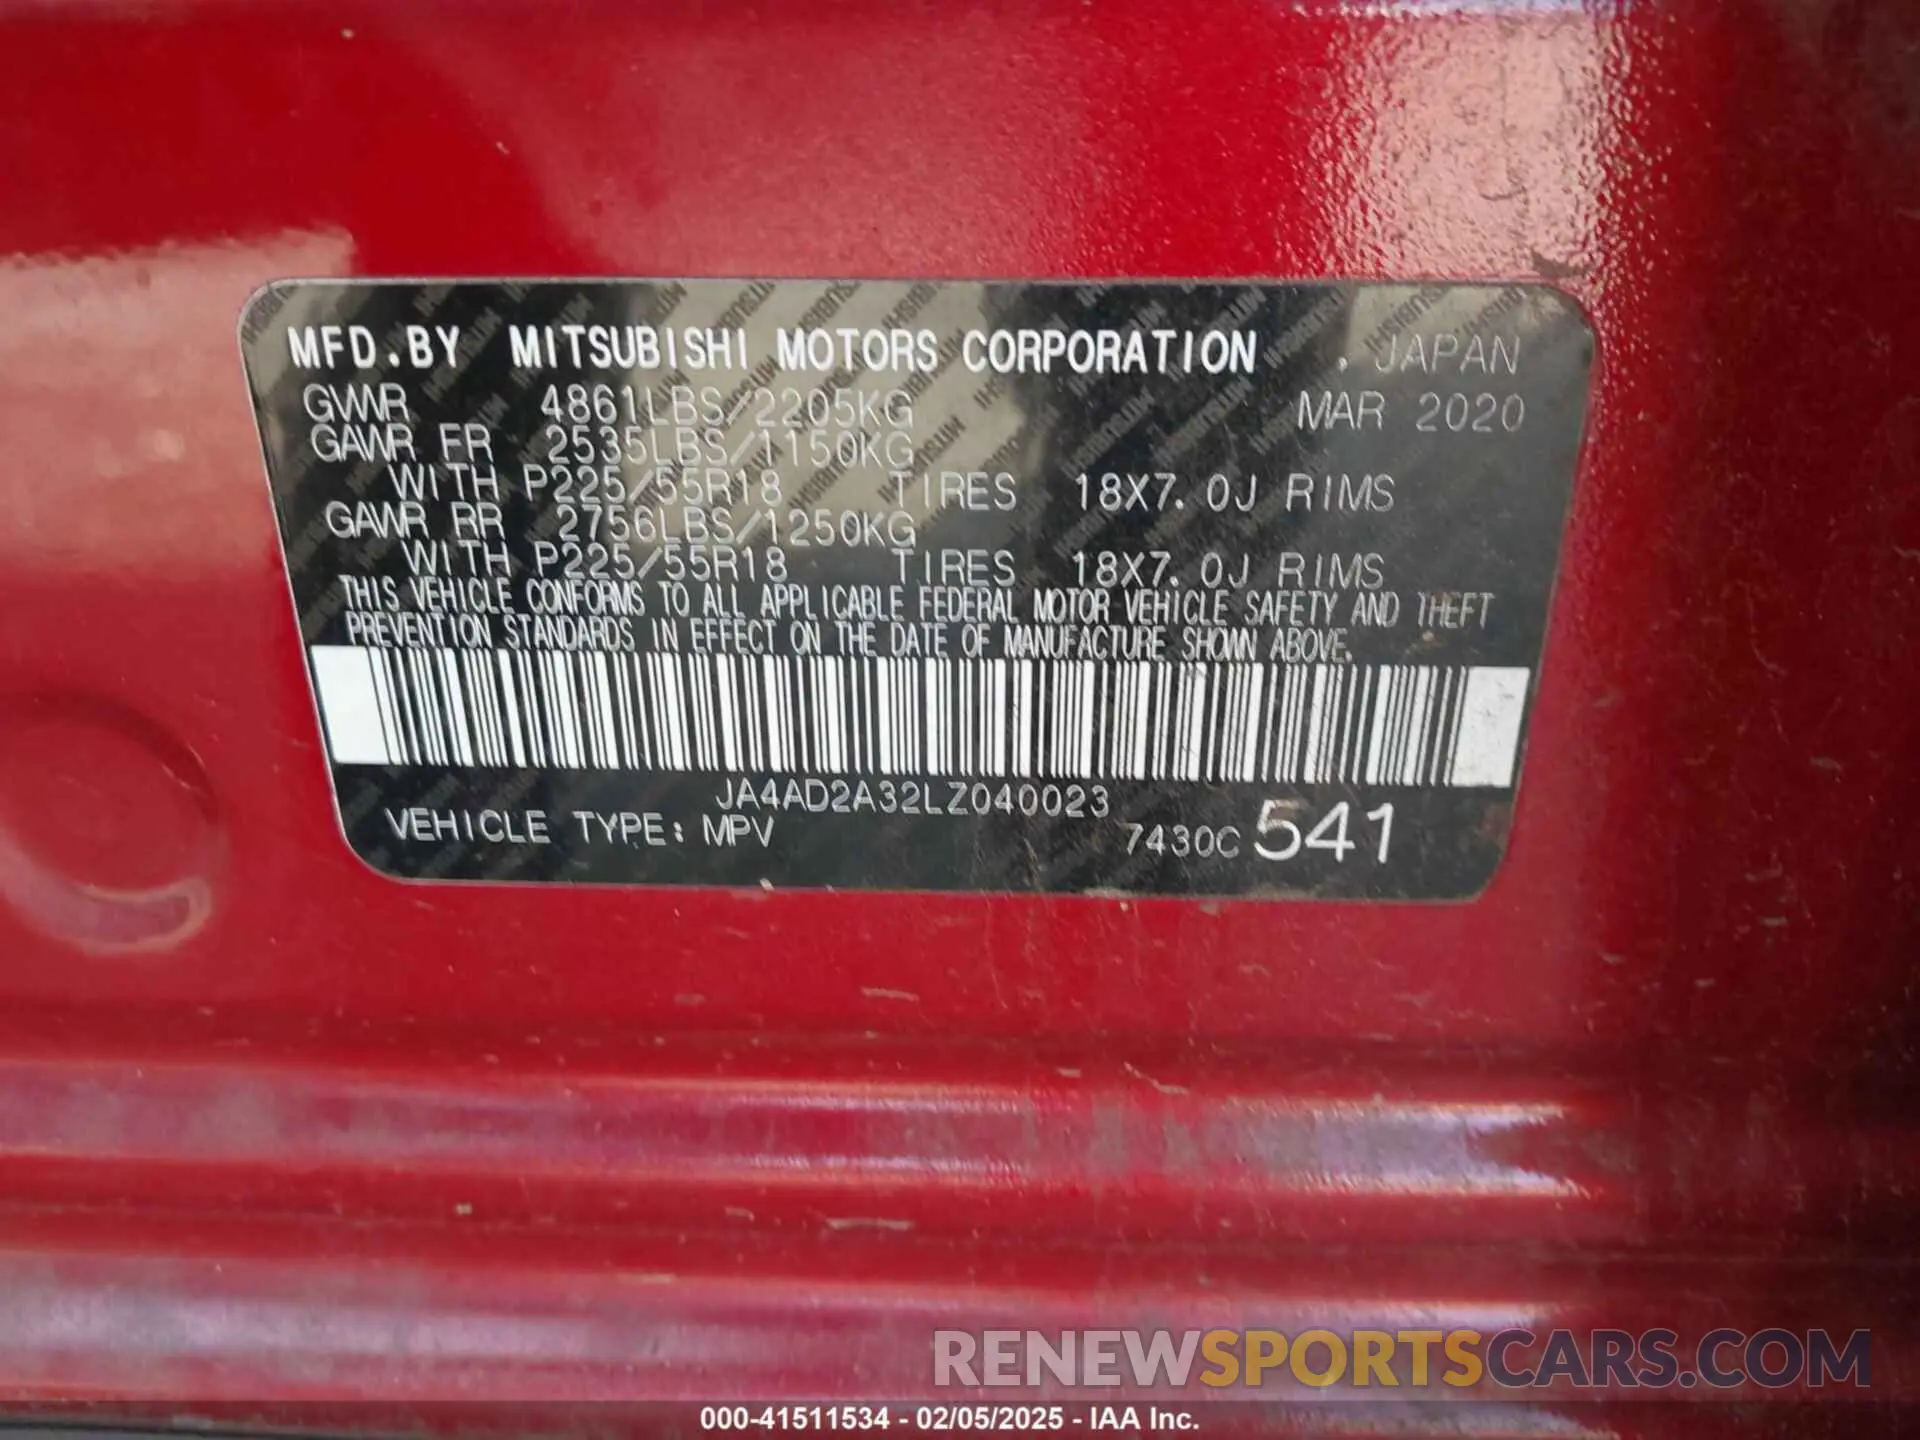 MFD.BY MITSUBISHI MOTORS CORPORATION . JAPAN
GVWR 4861LBS/2205KG MAR 2020
GAWR FR 2535LBS/1150KG
WITH P225/55R18 TIRES 18X7.0J RIMS
GAWR RR 2756LBS/1250KG
WITH P225/55R18 TIRES 18X7.0J RIMS
THIS VEHICLE CONFORMS TO ALL APPLICABLE FEDERAL MOTOR VEHICLE SAFETY AND THEFT
PREVENTION STANDARDS IN EFFECT ON THE DATE OF MANUFACTURE SHOWN ABOVE.
JA4AD2A32LZ040023
VEHICLE TYPE: MPV 7430C 541
RENEWSPORTSCARS.COM
000-41511534 - 02/05/2025 - IAA Inc.